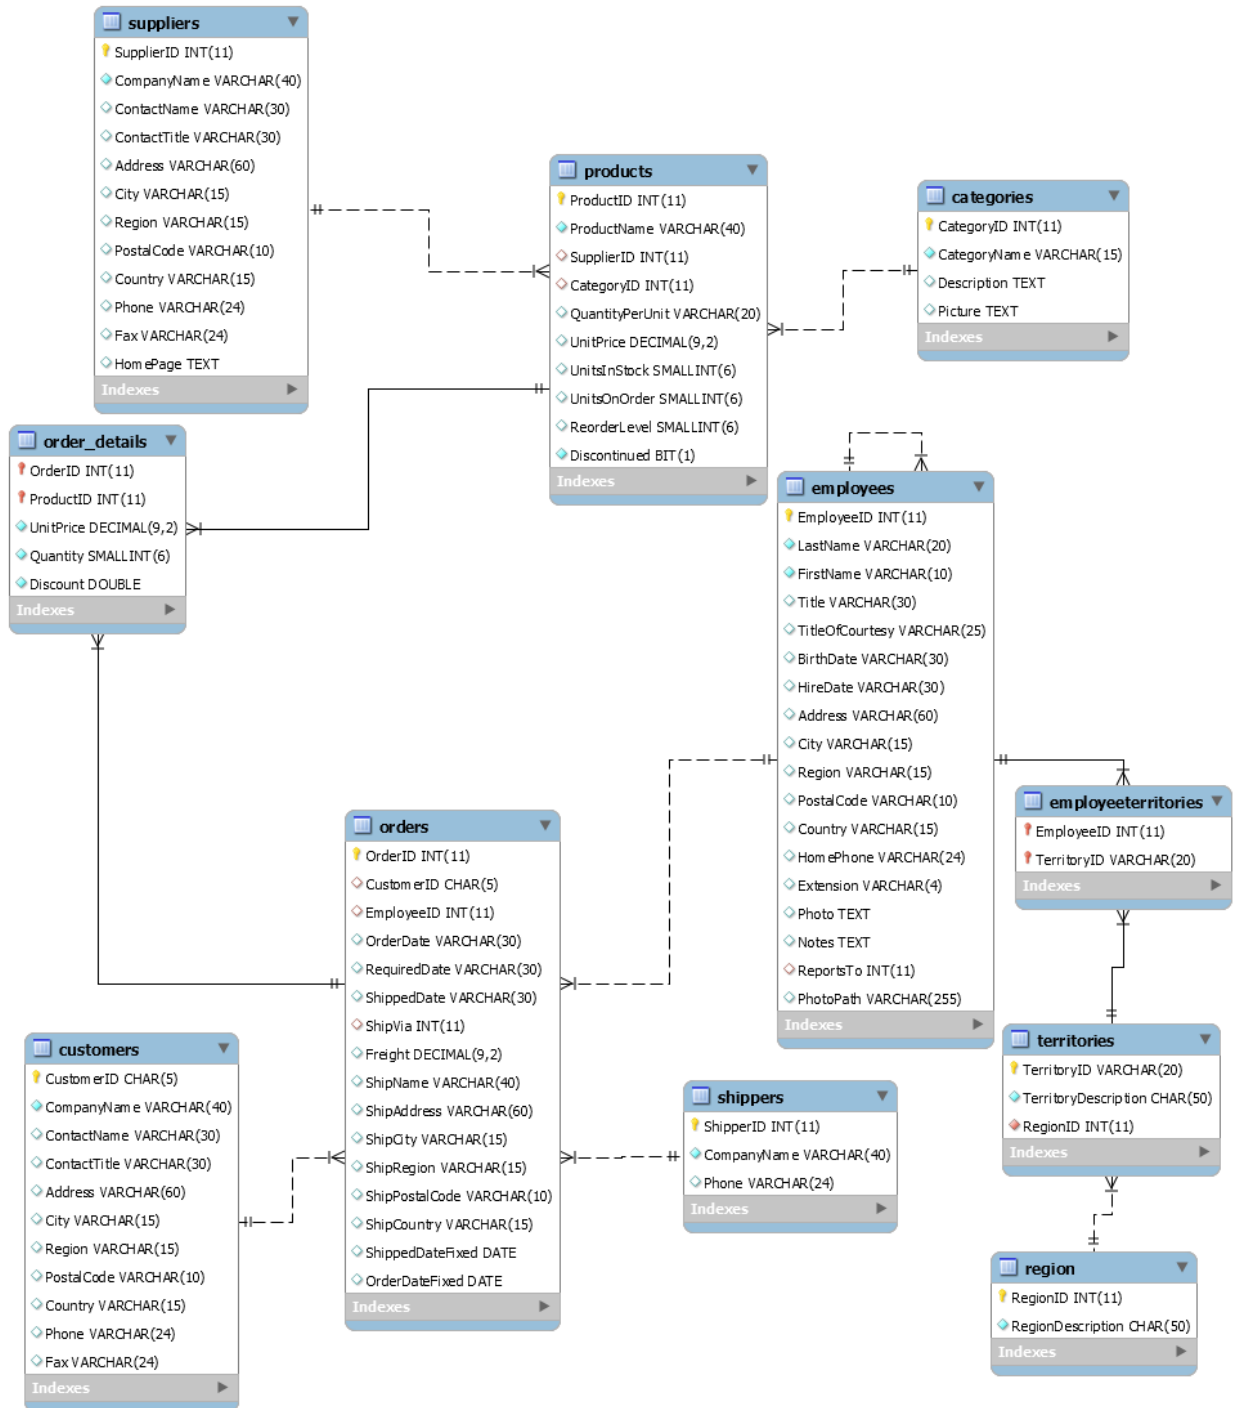 suppliers
SupplierID INT(11)
CompanyName VARCHAR(40)
ContactName VARCHAR(30)
ContactTitle VARCHAR(30)
Address VARCHAR(60)
City VARCHAR(15)
Region VARCHAR(15)
PostalCode VARCHAR(10)
Country VARCHAR(15)
Phone VARCHAR(24)
Fax VARCHAR(24)
HomePage TEXT
Indexes
products
ProductID INT(11)
ProductName VARCHAR(40)
SupplierID INT(11)
CategoryID INT(11)
QuantityPerUnit VARCHAR(20)
UnitPrice DECIMAL(9,2)
UnitsInStock SMALLINT(6)
UnitsOnOrder SMALLINT(6)
ReorderLevel SMALLINT(6)
Discontinued BIT(1)
Indexes
categories
CategoryID INT(11)
CategoryName VARCHAR(15)
Description TEXT
Picture TEXT
Indexes
order_details
OrderID INT(11)
ProductID INT(11)
UnitPrice DECIMAL(9,2)
Quantity SMALLINT(6)
Discount DOUBLE
Indexes
employees
EmployeeID INT(11)
LastName VARCHAR(20)
FirstName VARCHAR(10)
Title VARCHAR(30)
TitleOfCourtesy VARCHAR(25)
BirthDate VARCHAR(30)
HireDate VARCHAR(30)
Address VARCHAR(60)
City VARCHAR(15)
Region VARCHAR(15)
PostalCode VARCHAR(10)
Country VARCHAR(15)
HomePhone VARCHAR(24)
Extension VARCHAR(4)
Photo TEXT
Notes TEXT
ReportsTo INT(11)
PhotoPath VARCHAR(255)
Indexes
employeeterritories
EmployeeID INT(11)
TerritoryID VARCHAR(20)
Indexes
orders
OrderID INT(11)
CustomerID CHAR(5)
EmployeeID INT(11)
OrderDate VARCHAR(30)
RequiredDate VARCHAR(30)
ShippedDate VARCHAR(30)
ShipVia INT(11)
Freight DECIMAL(9,2)
ShipName VARCHAR(40)
ShipAddress VARCHAR(60)
ShipCity VARCHAR(15)
ShipRegion VARCHAR(15)
ShipPostalCode VARCHAR(10)
ShipCountry VARCHAR(15)
ShippedDateFixed DATE
OrderDateFixed DATE
Indexes
customers
CustomerID CHAR(5)
CompanyName VARCHAR(40)
ContactName VARCHAR(30)
ContactTitle VARCHAR(30)
Address VARCHAR(60)
City VARCHAR(15)
Region VARCHAR(15)
PostalCode VARCHAR(10)
Country VARCHAR(15)
Phone VARCHAR(24)
Fax VARCHAR(24)
Indexes
shippers
ShipperID INT(11)
CompanyName VARCHAR(40)
Phone VARCHAR(24)
Indexes
territories
TerritoryID VARCHAR(20)
TerritoryDescription CHAR(50)
RegionID INT(11)
Indexes
region
RegionID INT(11)
RegionDescription CHAR(50)
Indexes